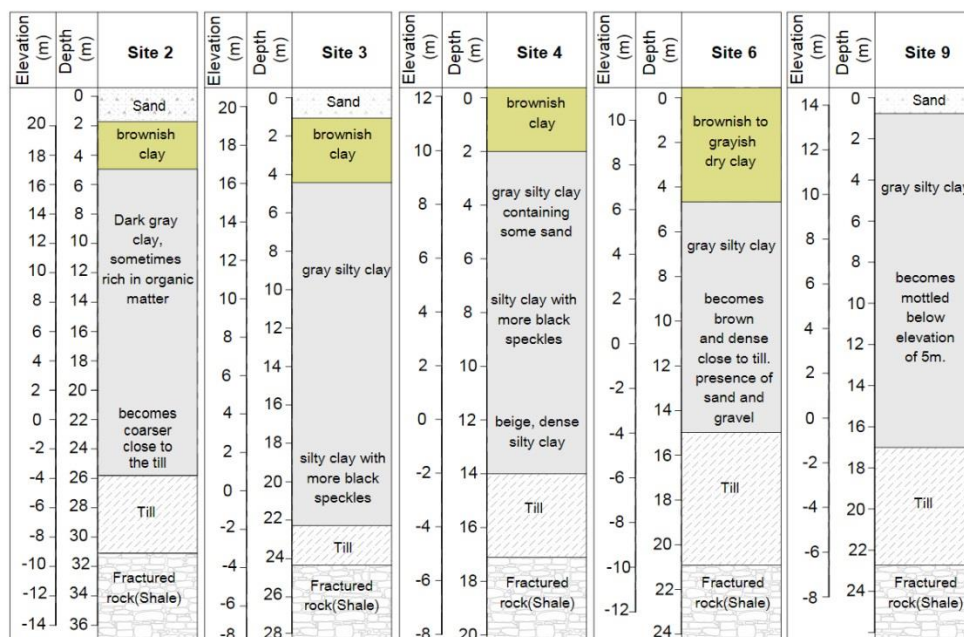 Elevation (m)
Depth (m)
Site 2
20
18
16
14
12
10
8
6
4
2
0
-2
-4
-6
-8
-10
-12
-14
0
2
4
6
8
10
12
14
16
18
20
22
24
26
28
31
32
34
36
Sand
brownish
clay
Dark gray
clay,
sometimes
rich in organic
matter
becomes
coarser
close to
the till
Till
Fractured
rock(Shale)
Elevation (m)
Depth (m)
Site 3
20
18
16
14
12
10
8
6
4
2
0
-2
-4
-6
-8
0
2
4
6
8
10
12
14
16
18
20
22
24
26
28
Sand
brownish
clay
gray silty clay
silty clay with
more black
speckles
Till
Fractured
rock(Shale)
Elevation (m)
Depth (m)
Site 4
12
10
8
6
4
2
0
-2
-4
-6
-8
0
2
4
6
8
10
12
14
16
18
20
brownish
clay
gray silty clay
containing
some sand
silty clay with
more black
speckles
beige, dense
silty clay
Till
Fractured
rock(Shale)
Elevation (m)
Depth (m)
Site 6
10
8
6
4
2
0
-2
-4
-6
-8
-10
-12
0
2
4
6
8
10
12
14
16
18
20
22
24
brownish to
grayish
dry clay
gray silty clay
becomes
brown
and dense
close to till.
presence of
sand and
gravel
Till
Fractured
rock(Shale)
Elevation (m)
Depth (m)
Site 9
14
12
10
8
6
4
2
0
-2
-4
-6
-8
0
2
4
6
8
10
12
14
16
18
20
22
24
Sand
gray silty clay
becomes
mottled
below
elevation
of 5m.
Till
Fractured
rock(Shale)